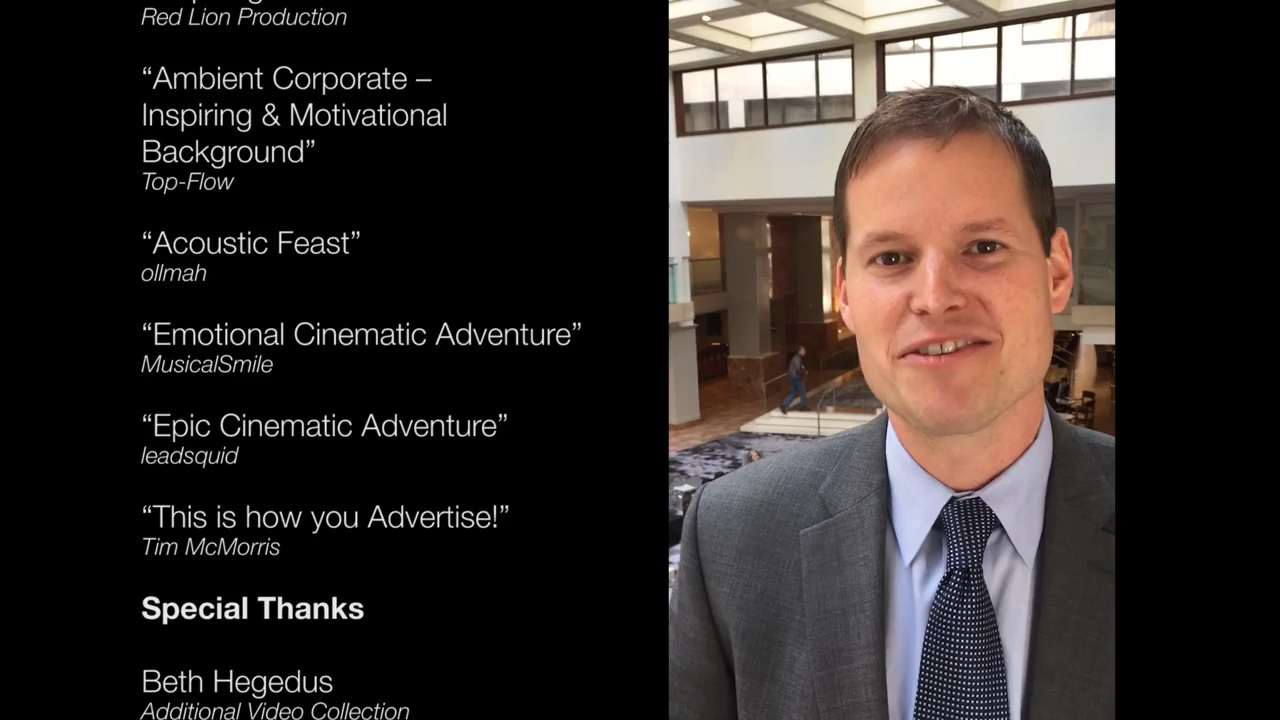 Red Lion Production
“Ambient Corporate –
Inspiring & Motivational
Background”
Top-Flow
“Acoustic Feast”
ollmah
“Emotional Cinematic Adventure”
MusicalSmile
“Epic Cinematic Adventure”
leadsquid
“This is how you Advertise!”
Tim McMorris
Special Thanks
Beth Hegedus
Additional Video Collection